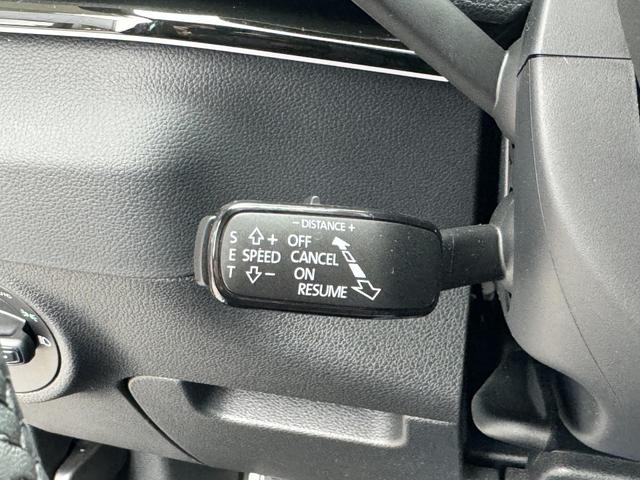 - DISTANCE +
S + OFF
E SPEED CANCEL
T - ON
RESUME